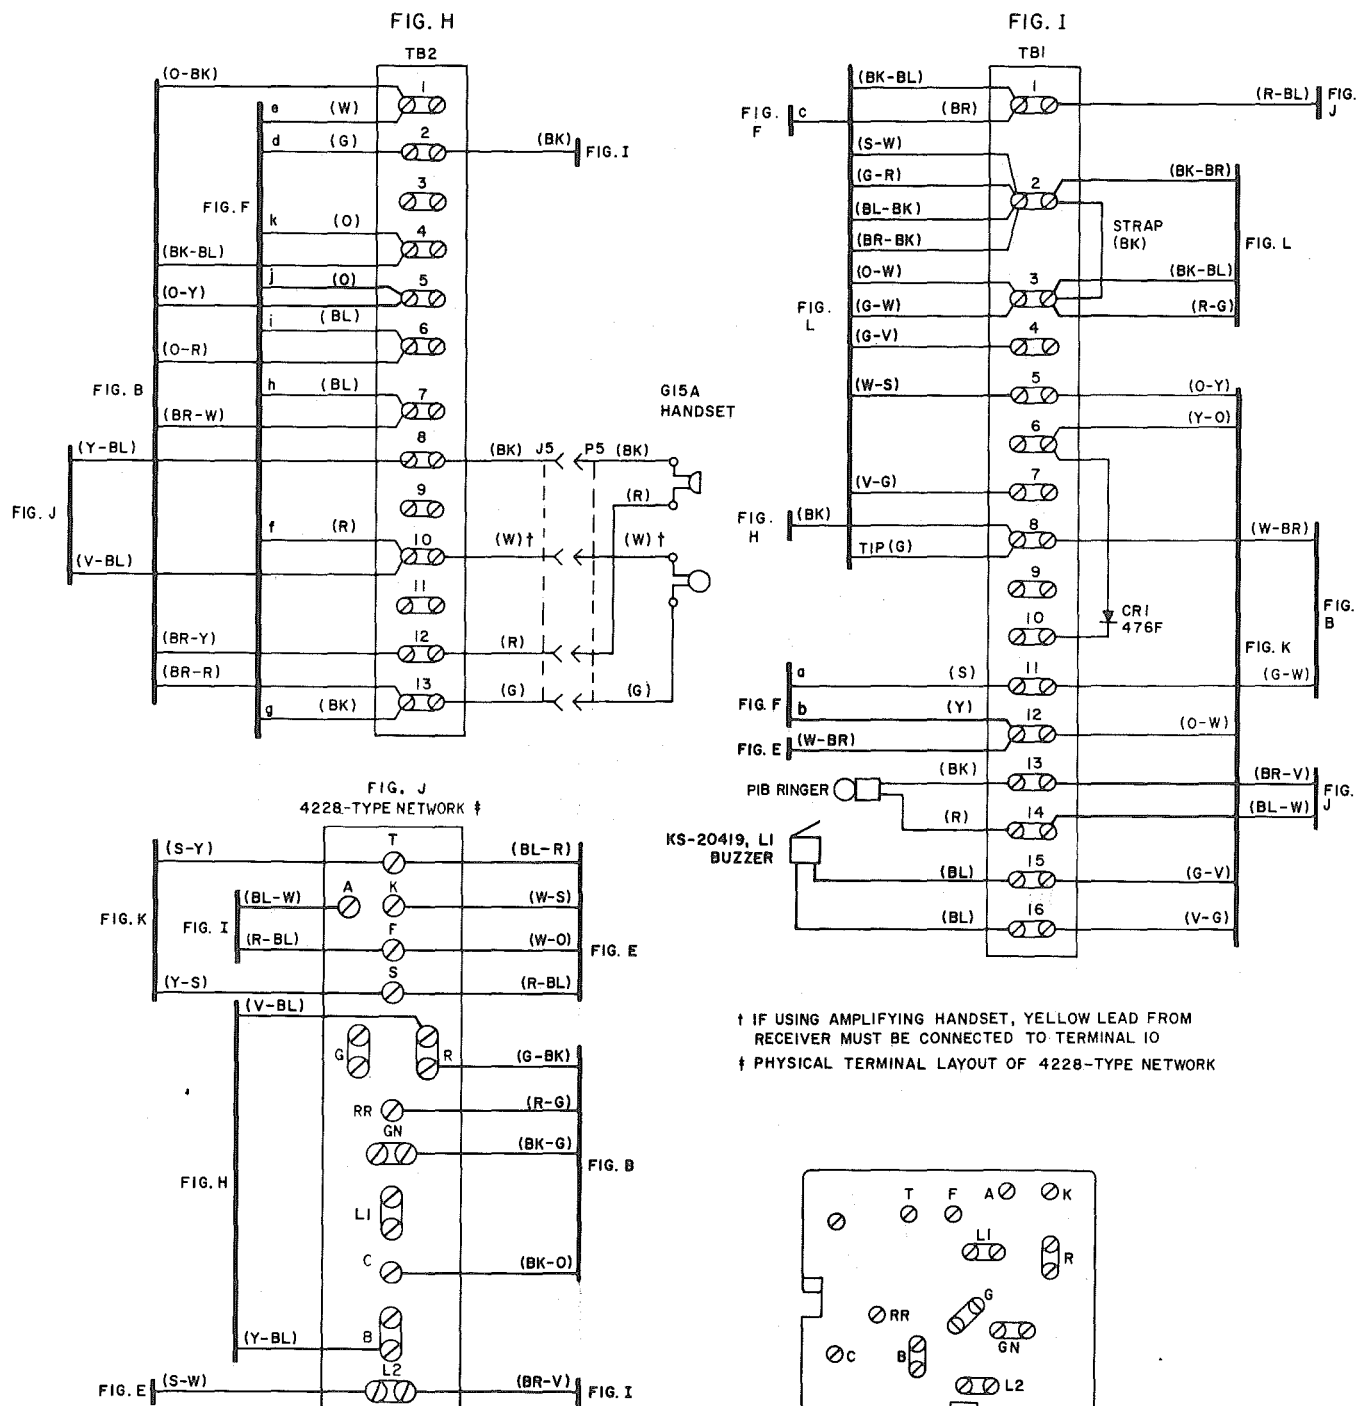 FIG. H
TB2
(O-BK)
1
e (W)
2
d (G)
(BK)
FIG. I
3
FIG. F
k (O)
4
(BK-BL)
j (O)
5
(O-Y)
i (BL)
6
(O-R)
h (BL)
7
FIG. B
(BR-W)
G15A
HANDSET
8
(Y-BL)
(BK) J5 P5 (BK)
9
(R)
FIG. J
f (R)
10
(W)† (W)†
(V-BL)
11
(BR-Y)
12
(R)
(BR-R)
13
(G) (G)
g (BK)
FIG. I
TB1
(BK-BL)
1
(R-BL)
FIG.
J
FIG.
F
c
(BR)
(S-W)
(G-R)
2
(BK-BR)
(BL-BK)
STRAP
(BK)
(BR-BK)
FIG. L
(O-W)
3
(BK-BL)
FIG.
L
(G-W)
(R-G)
4
(G-V)
5
(W-S)
(O-Y)
6
(Y-O)
7
(V-G)
FIG.
H
(BK)
8
(W-BR)
TIP (G)
9
10
CR1
476F
FIG.
B
FIG. K
11
a (S)
(G-W)
FIG. F
b (Y)
12
(O-W)
FIG. E
(W-BR)
13
(BK)
(BR-V)
P1B RINGER
FIG.
J
14
(R)
(BL-W)
KS-20419, L1
BUZZER
15
(BL)
(G-V)
16
(BL)
(V-G)
FIG. J
4228-TYPE NETWORK ‡
T
(S-Y)
(BL-R)
A K
(BL-W)
(W-S)
FIG. K
FIG. I
F
(R-BL)
(W-O)
FIG. E
S
(Y-S)
(R-BL)
(V-BL)
G R
(G-BK)
RR
(R-G)
GN
(BK-G)
FIG. B
FIG. H
L1
C
(BK-O)
B
(Y-BL)
L2
FIG. E
(S-W)
(BR-V)
FIG. I
† IF USING AMPLIFYING HANDSET, YELLOW LEAD FROM
RECEIVER MUST BE CONNECTED TO TERMINAL 10
‡ PHYSICAL TERMINAL LAYOUT OF 4228-TYPE NETWORK
T F A K
L1
R
G
RR
GN
C B
L2